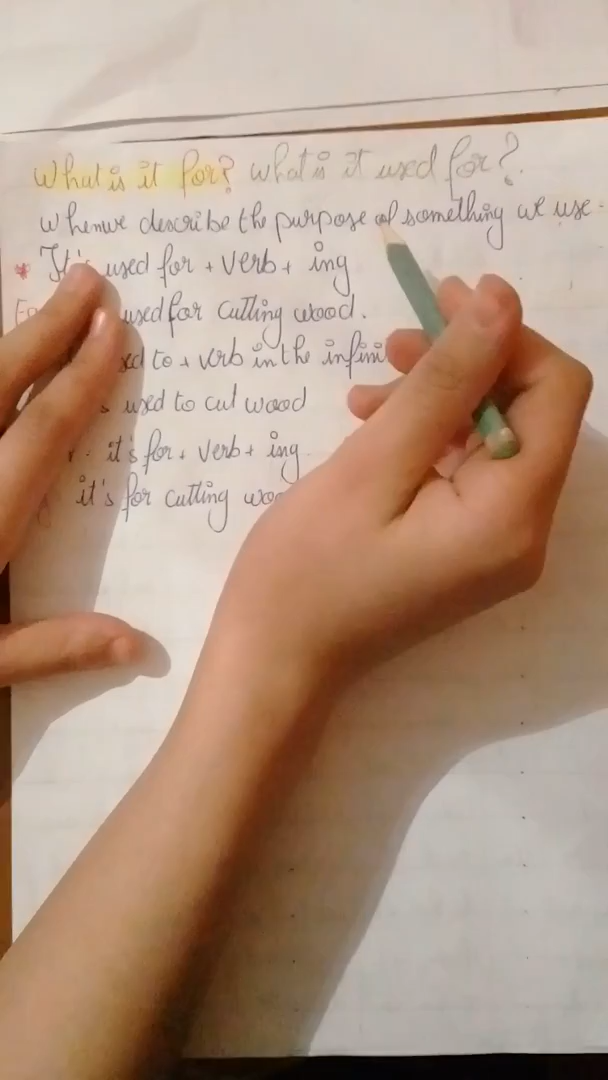 What is it for? What is it used for?
When we describe the purpose of something we use
* It's used for + verb + ing
used for cutting wood.
to + verb in the
used to cut wood
it's for + verb + ing
it's for cutting